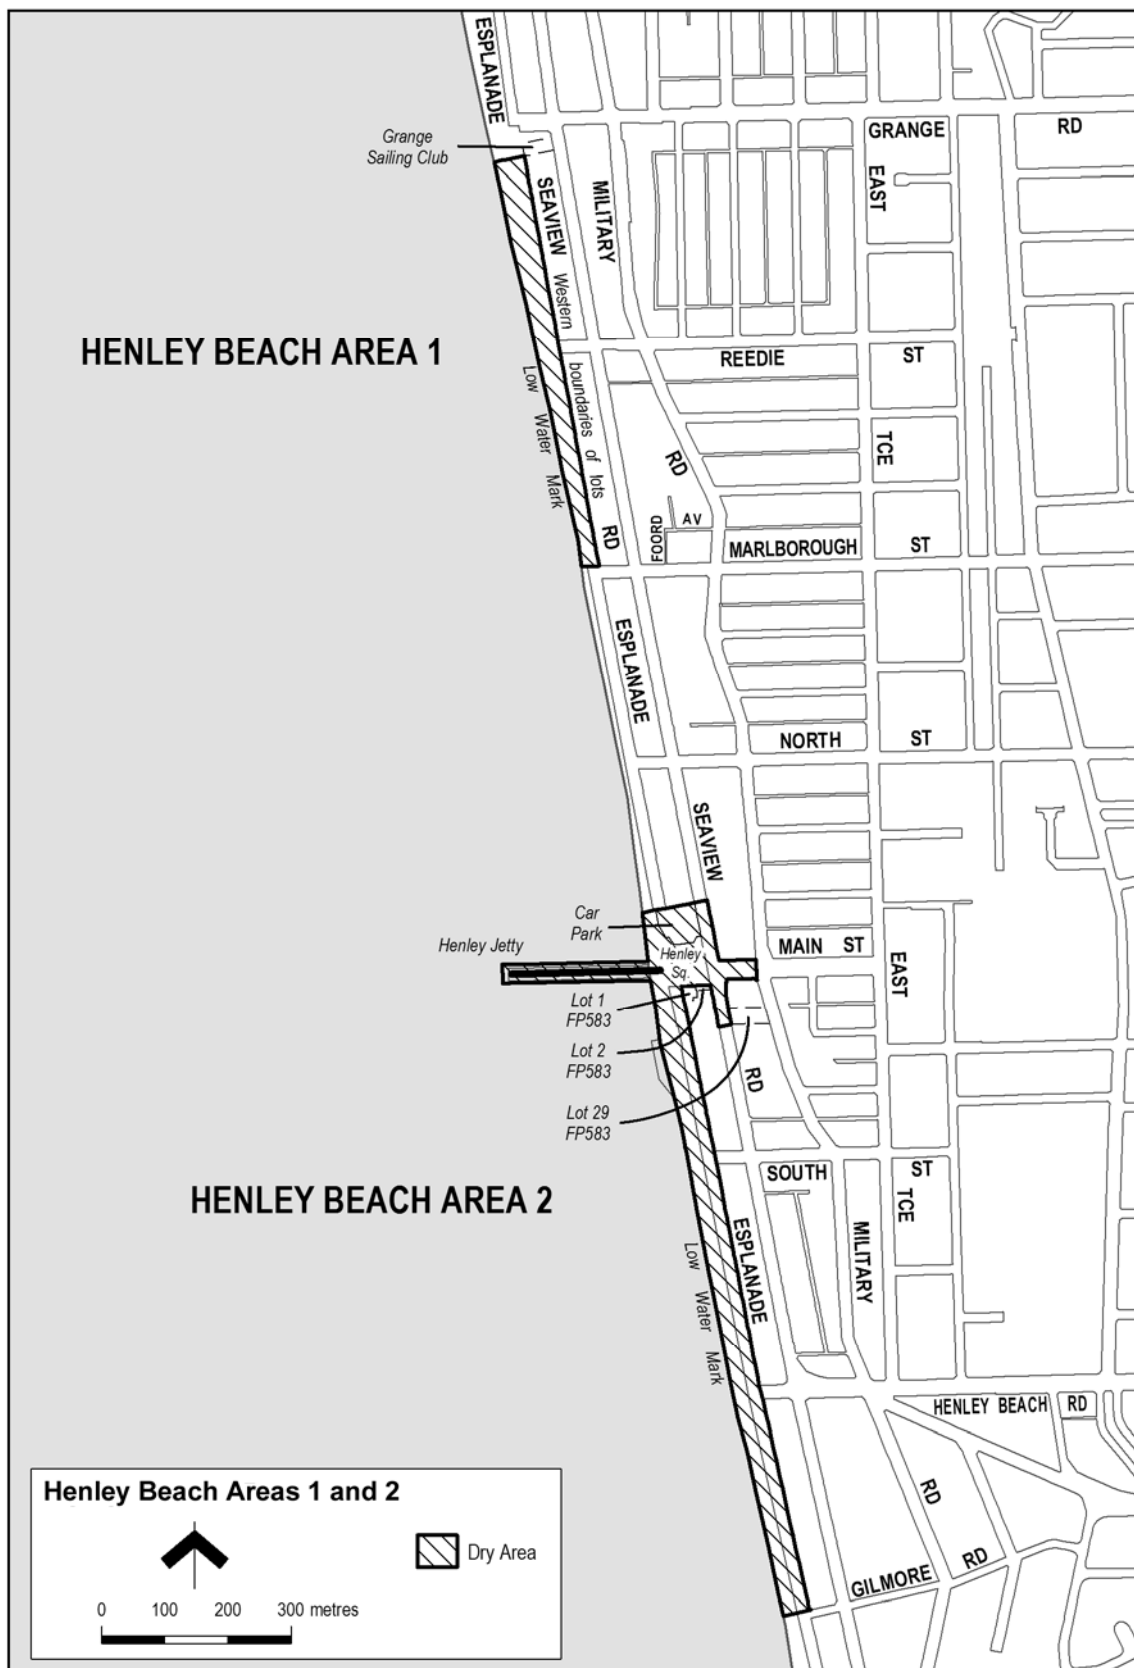 ESPLANADE
Grange
Sailing Club
GRANGE
RD
EAST
SEAVIEW
MILITARY
Western
boundaries of lots
HENLEY BEACH AREA 1
REEDIE
ST
Low Water Mark
TCE
RD
FOORD
AV
RD
MARLBOROUGH
ST
ESPLANADE
NORTH
ST
SEAVIEW
Car
Park
Henley Jetty
Henley
Sq.
MAIN ST
EAST
Lot 1
FP583
Lot 2
FP583
RD
Lot 29
FP583
SOUTH
ST
TCE
HENLEY BEACH AREA 2
ESPLANADE
MILITARY
Low Water Mark
HENLEY BEACH
RD
RD
GILMORE
RD
Henley Beach Areas 1 and 2
Dry Area
0 100 200 300 metres